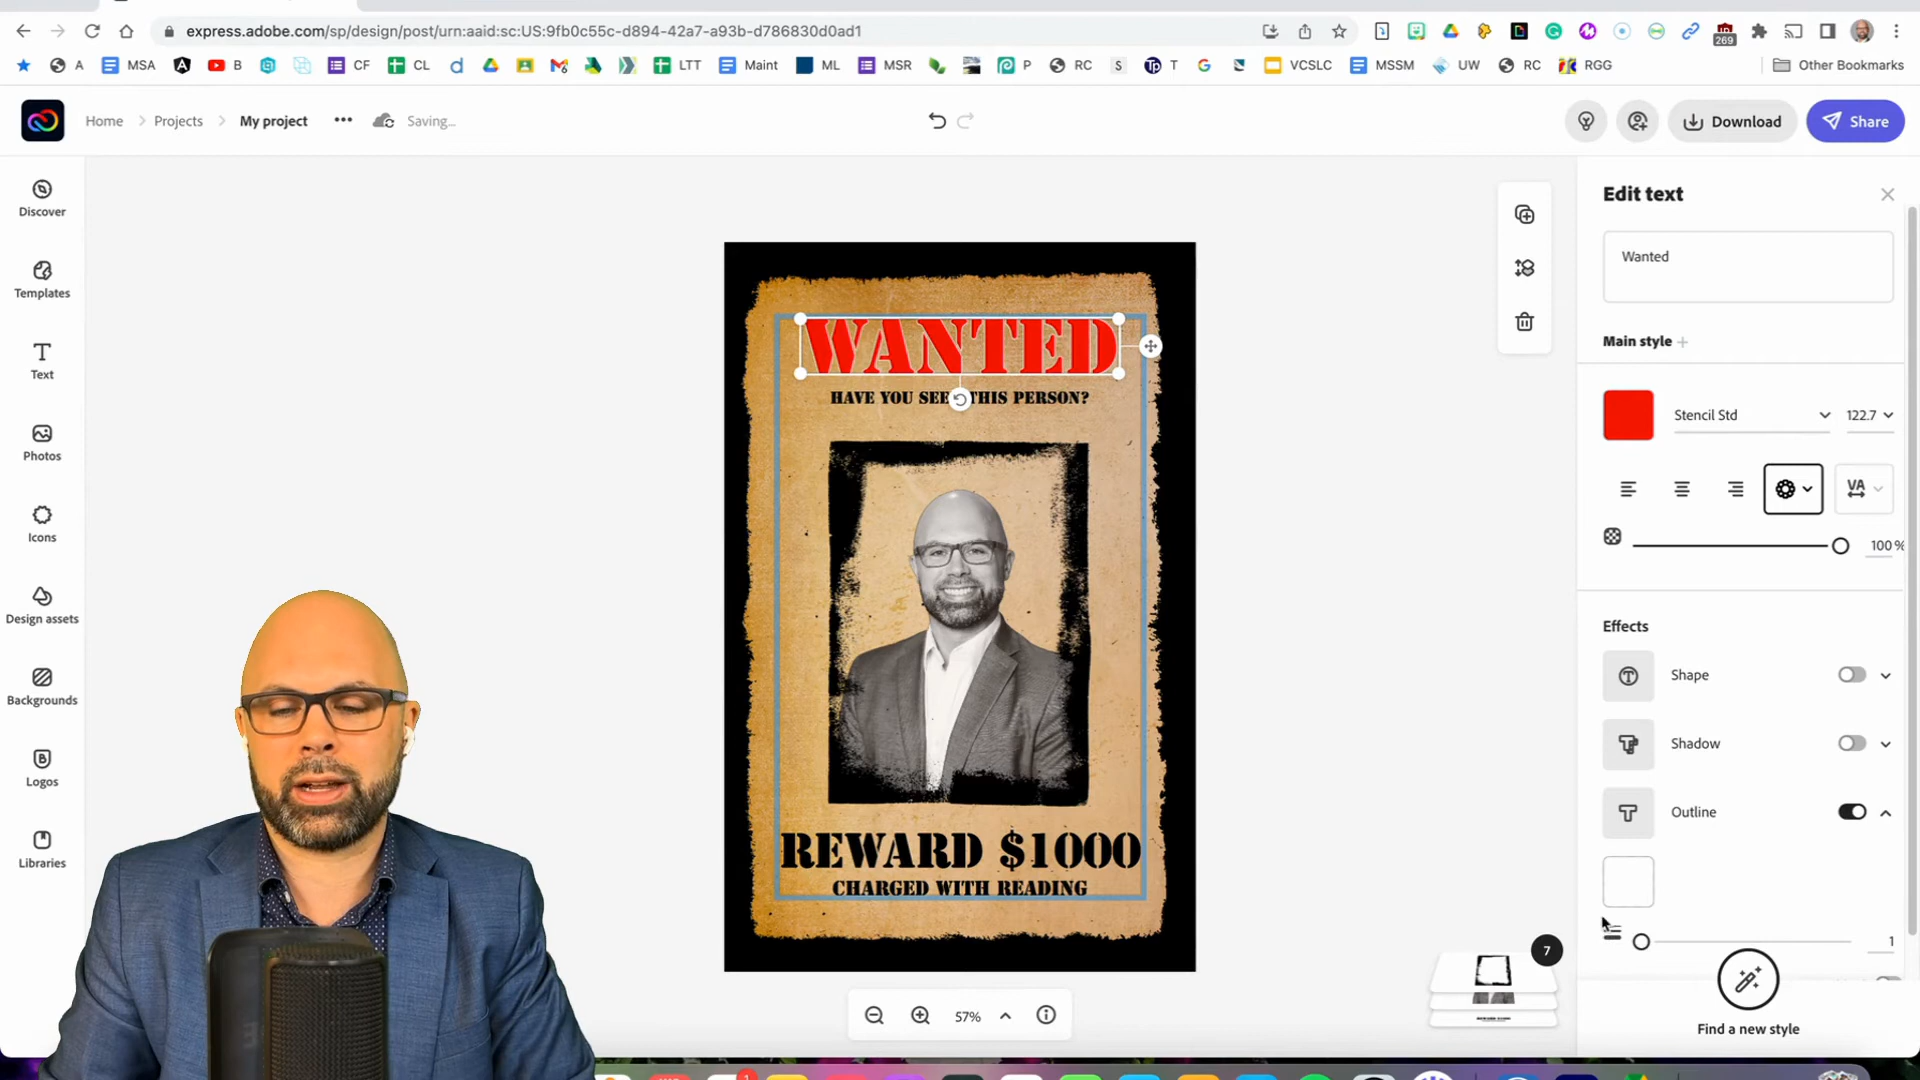 express.adobe.com/sp/design/post/urn:aaid:sc:US:9fb0c55c-d894-42a7-a93b-d786830d0ad1
269
A MSA B CF CL d LTT Maint ML MSR P RC S Tp T G VCSLC MSSM UW RC RGG Other Bookmarks
Home Projects My project ••• Saving... Download Share
Discover
Templates
Text
Photos
Icons
Design assets
Backgrounds
Logos
Libraries
WANTED
HAVE YOU SEE THIS PERSON?
REWARD $1000
CHARGED WITH READING
57%
7
Edit text
Wanted
Main style +
Stencil Std 122.7
VA
100 %
Effects
Shape
Shadow
Outline
1
Find a new style
1